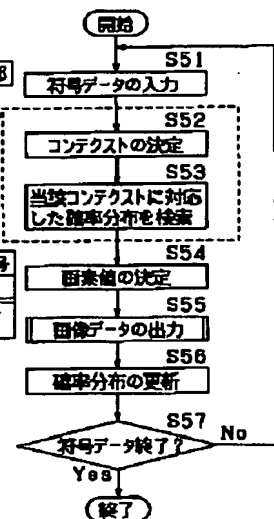 開始
S51
符号データの入力
S52
コンテクストの決定
S53
当該コンテクストに対応
した確率分布を検索
S54
画素値の決定
S55
画像データの出力
S56
確率分布の更新
S57
符号データ終了?
No
Yes
終了
部
号